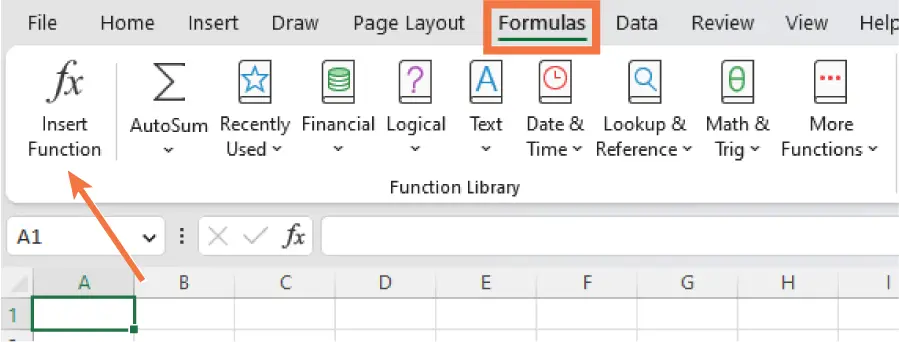 File Home Insert Draw Page Layout Formulas Data Review View Help
fx Σ ? A θ
Insert AutoSum Recently Financial Logical Text Date & Lookup & Math & More
Function Used Time Reference Trig Functions
Function Library
A1 fx
A B C D E F G H I
1